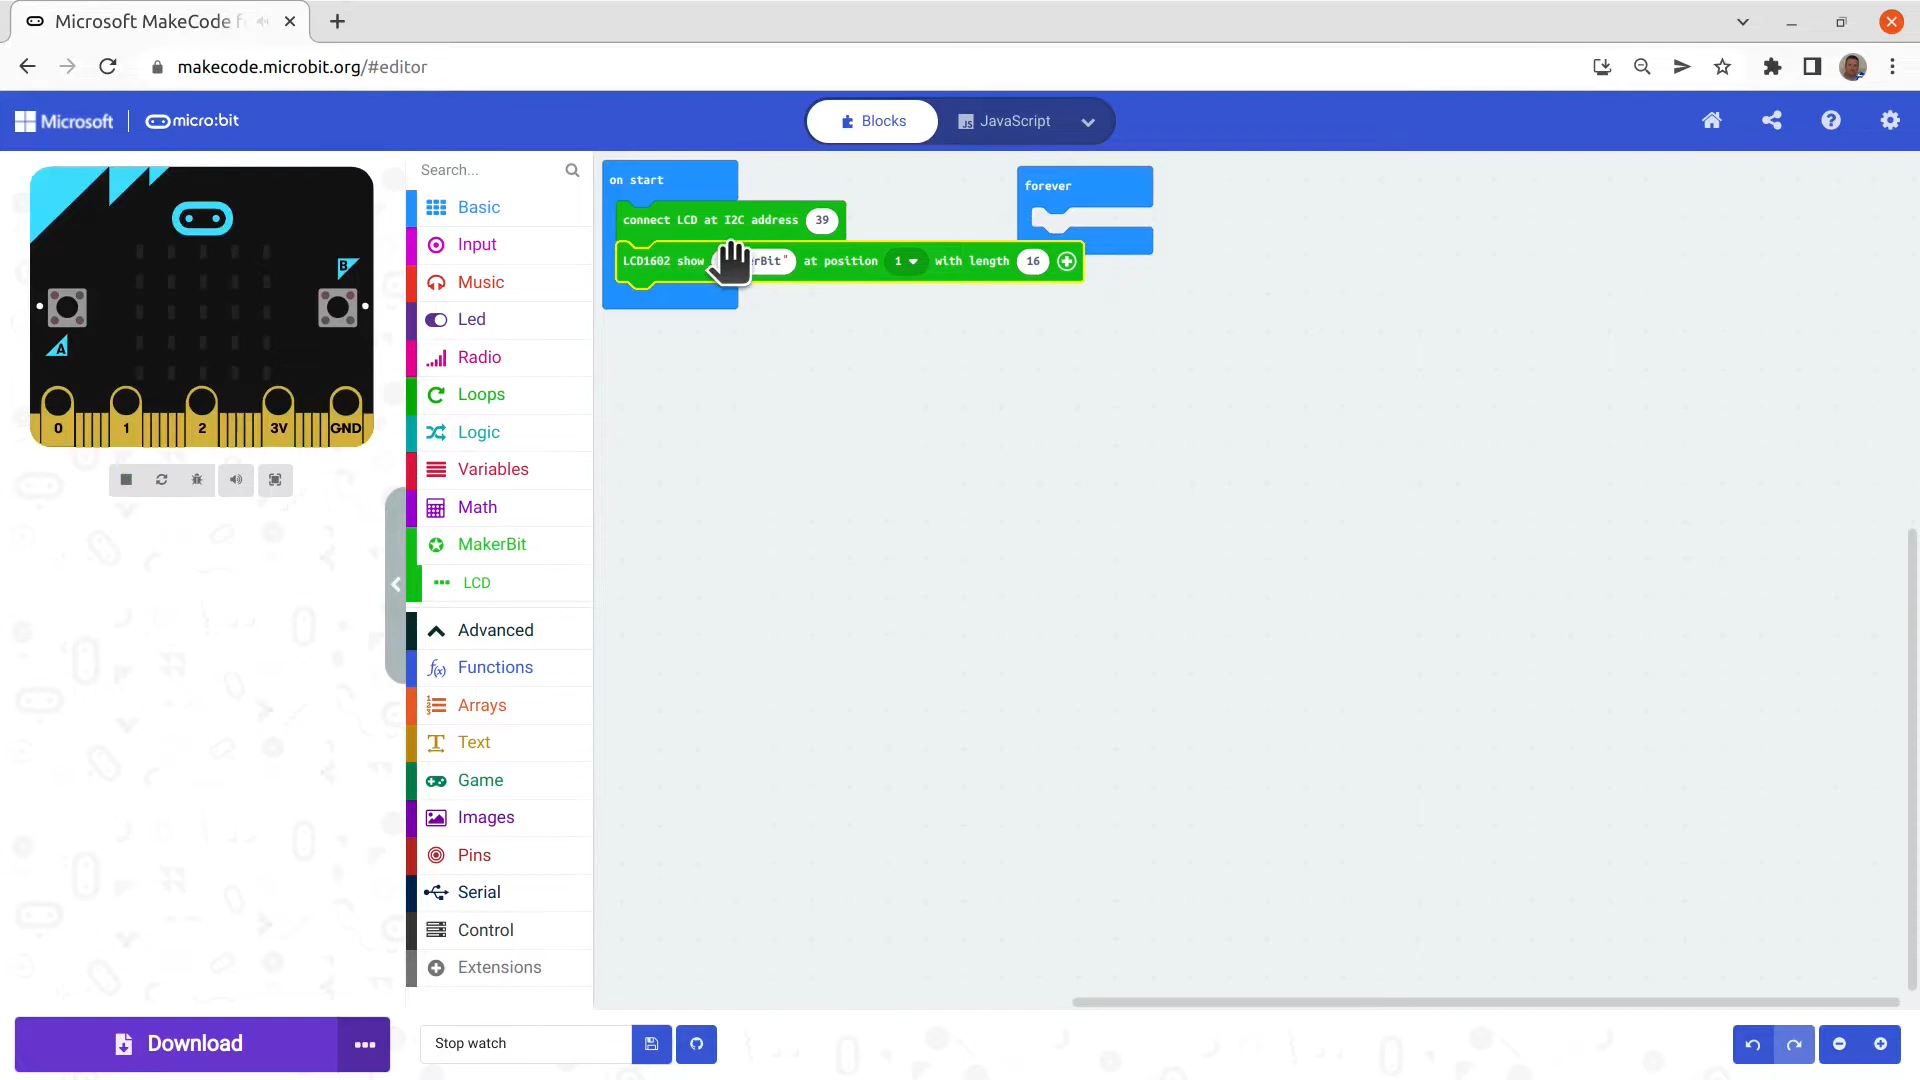 Microsoft MakeCode f
makecode.microbit.org/#editor
Microsoft
micro:bit
Blocks
JS
JavaScript
Search...
Basic
Input
Music
Led
Radio
Loops
Logic
Variables
Math
MakerBit
LCD
Advanced
f(x) Functions
Arrays
Text
Game
Images
Pins
Serial
Control
Extensions
B
A
0 1 2 3V GND
on start
connect LCD at I2C address 39
LCD1602 show rBit" at position 1 with length 16
forever
Download
Stop watch